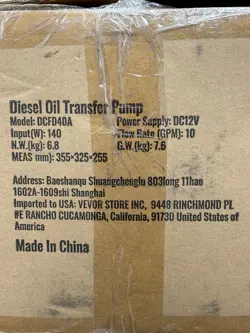 Diesel Oil Transfer Pump
Model: DCFD40A Power Supply: DC12V
Input(W): 140 Flow Rate (GPM): 10
N.W.(kg): 6.8 G.W.(kg): 7.6
MEAS mm): 355×325×255
Address: Baoshanqu Shuangchenglu 803long 11hao
1602A-1609shi Shanghai
Imported to USA: VEVOR STORE INC, 9448 RINCHMOND PL
#E RANCHO CUCAMONGA, California, 91730 United States of
America
Made In China